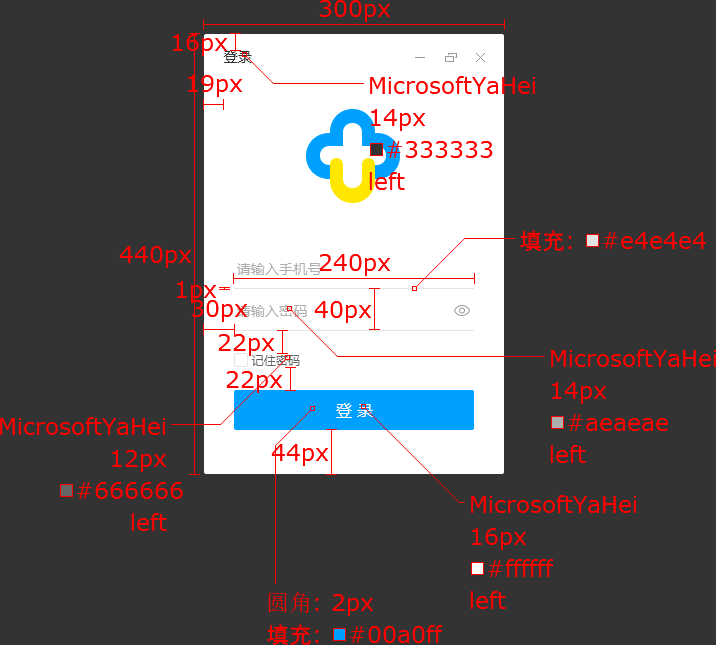 300px
16px
登录
19px
MicrosoftYaHei
14px
#333333
left
填充: #e4e4e4
440px
请输入手机号
240px
1px
30px
请输入密码
40px
22px
记住密码
MicrosoftYaHei
14px
#aeaeae
left
22px
登 录
MicrosoftYaHei
12px
#666666
left
44px
MicrosoftYaHei
16px
#ffffff
left
圆角: 2px
填充: #00a0ff